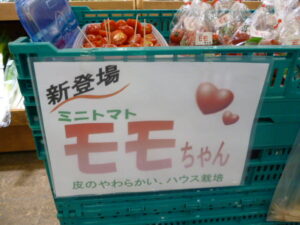 新登場
ミニトマト
モモちゃん
皮のやわらかい、ハウス栽培